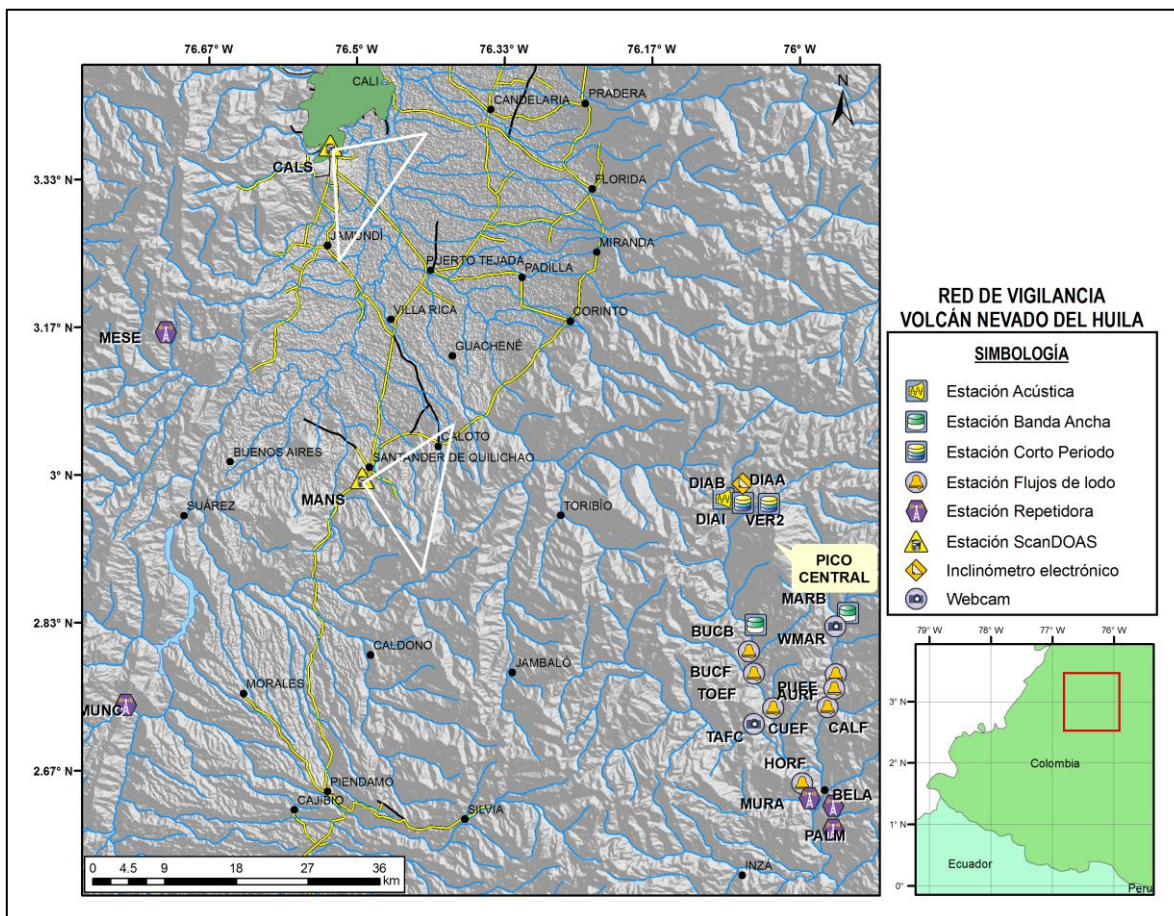 76.67° W
76.5° W
76.33° W
76.17° W
76° W
CALI
N
CANDELARIA
PRADERA
CALS
3.33° N
FLORIDA
JAMUNDÍ
MIRANDA
PUERTO TEJADA
PADILLA
3.17° N
MESE
VILLA RICA
CORINTO
GUACHENÉ
RED DE VIGILANCIA
VOLCÁN NEVADO DEL HUILA
SIMBOLOGÍA
Estación Acústica
Estación Banda Ancha
Estación Corto Periodo
Estación Flujos de lodo
Estación Repetidora
Estación ScanDOAS
Inclinómetro electrónico
Webcam
CALOTO
BUENOS AIRES
SANTANDER DE QUILICHAO
3° N
MANS
DIAB
DIAA
DIAI
VER2
SUÁREZ
TORIBÍO
PICO
CENTRAL
MARB
2.83° N
BUCB
WMAR
CALDONO
JAMBALÓ
BUCF
MORALES
TOEF
AURF
MUNC
TAFC
CUEF
CALF
2.67° N
HORF
PIENDAMÓ
MURA
BELA
CAJIBÍO
SILVIA
PALM
INZÁ
0 4.5 9 18 27 36
km
79° W
78° W
77° W
76° W
3° N
Colombia
2° N
1° N
Ecuador
0°
Peru